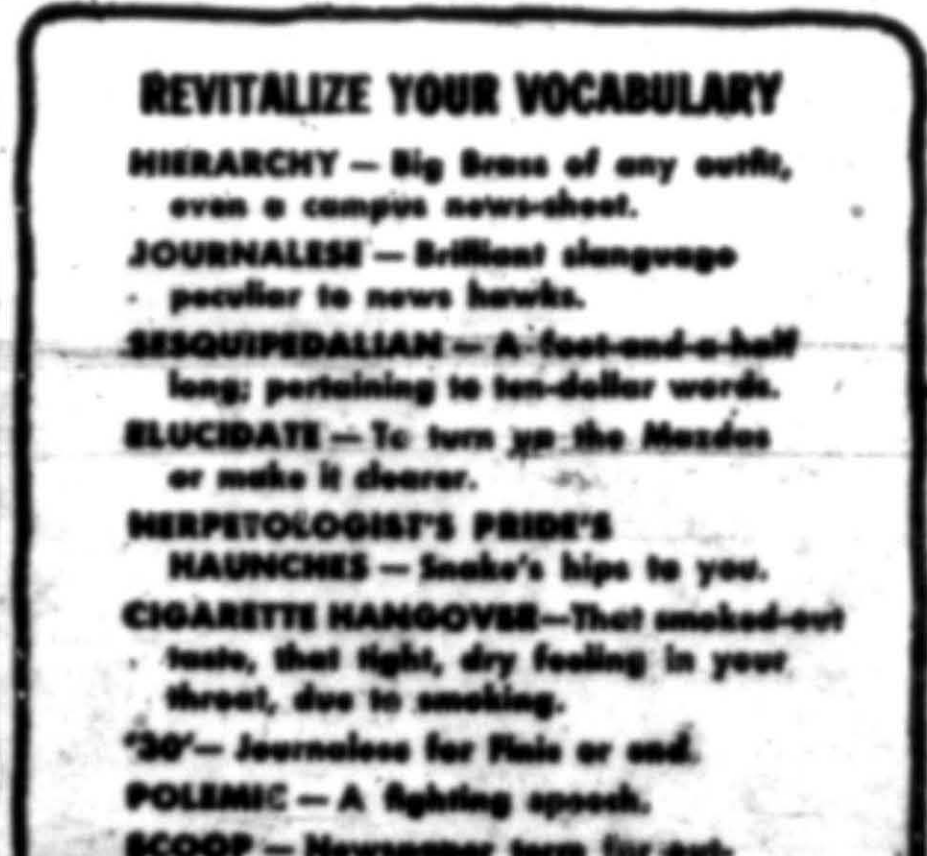 REVITALIZE YOUR VOCABULARY
HIERARCHY — Big Brass of any outfit,
even a campus news-sheet.
JOURNALESE — Brilliant slanguage
peculiar to news hawks.
SESQUIPEDALIAN — A foot-and-a-half
long; pertaining to ten-dollar words.
ELUCIDATE — To turn up the Mazdas
or make it clearer.
HERPETOLOGIST'S PRIDE'S
HAUNCHES — Snake's hips to you.
CIGARETTE HANGOVER—That smoked-out
taste, that tight, dry feeling in your
throat, due to smoking.
'30'— Journalese for Finis or end.
POLEMIC — A fighting speech.
SCOOP — Newspaper term for out-